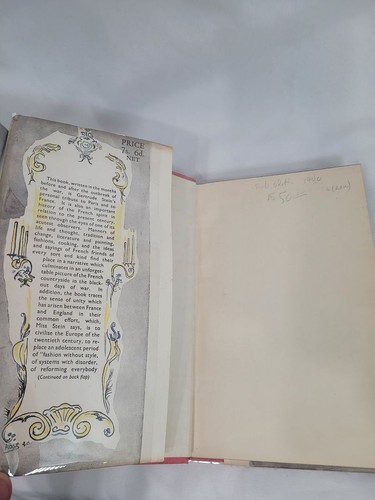 PRICE
7s. 6d.
NET
This book, written in the months
before and after the outbreak of
the war, is Gertrude Stein's
personal tribute to Paris and to
France. It is also an important
history of the French spirit in
relation to the present century,
seen through the eyes of one of its
acutest observers. Manners of
life and thought, tradition and
change, literature and painting,
fashions, cooking, and the ideas
and sayings of French friends of
every sort and kind find their
place in a narrative which
culminates in an unforget-
table picture of the French
countryside in the black-
out days of war. In
addition, the book traces
the sense of unity which
has arisen between France
and England in their
common effort, which,
Miss Stein says, is to
civilise the Europe of the
twentieth century, to re-
place an adolescent period
of "fashion without style,
of systems with disorder,
of reforming everybody
(Continued on back flap)